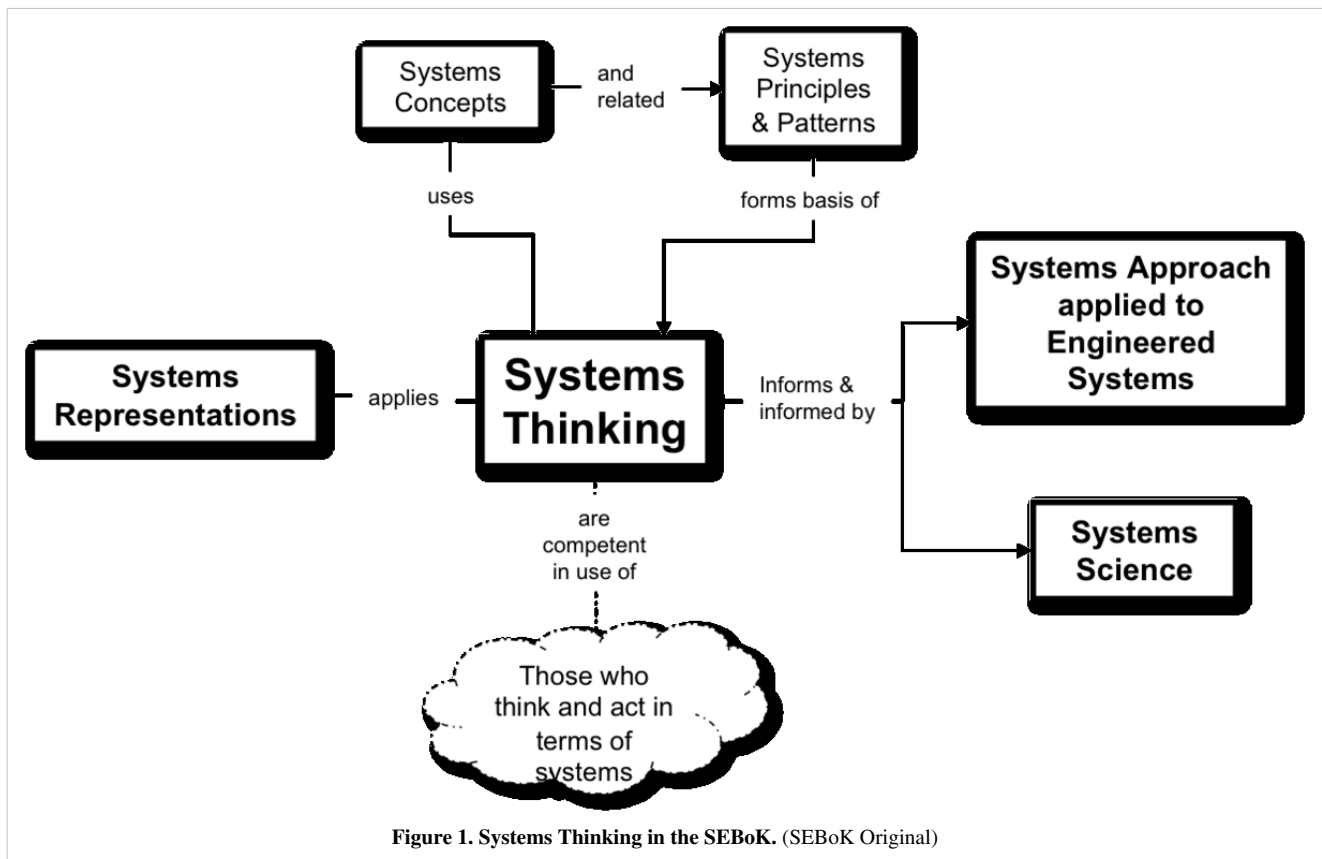 Systems
Concepts
and
related
Systems
Principles
& Patterns
uses
forms basis of
Systems Approach
applied to
Engineered
Systems
Systems
Representations
applies
Systems
Thinking
Informs &
informed by
Systems
Science
are
competent
in use of
Those who
think and act in
terms of
systems
Figure 1. Systems Thinking in the SEBoK. (SEBoK Original)